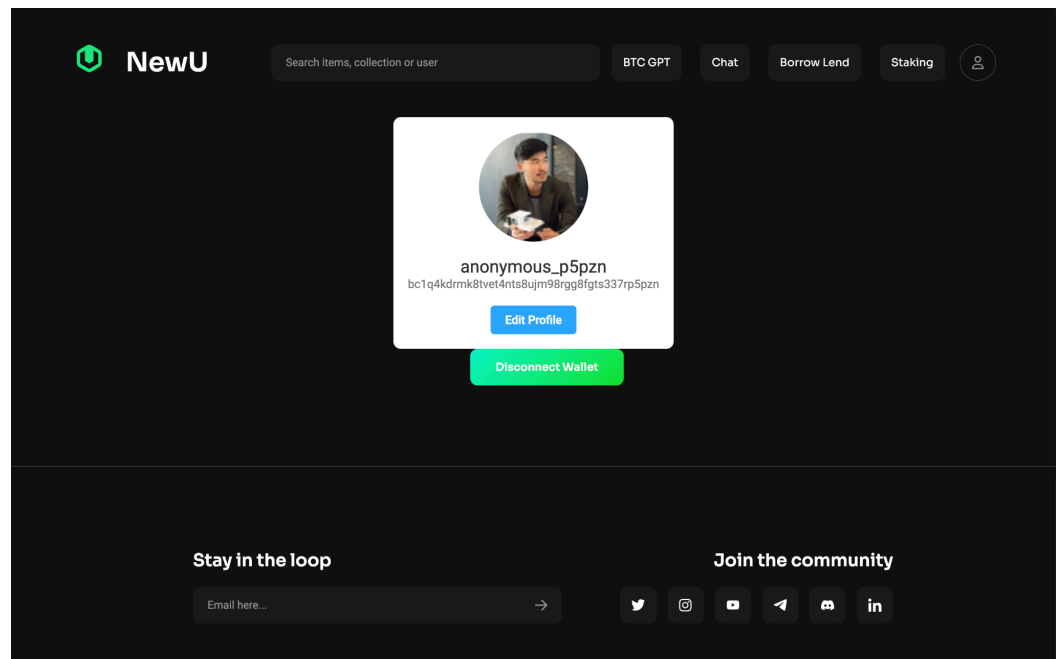 NewU
Search items, collection or user
BTC GPT
Chat
Borrow Lend
Staking
anonymous_p5pzn
bc1q4kdrmk8tvet4nts8ujm98rgg8fgts337rp5pzn
Edit Profile
Disconnect Wallet
Stay in the loop
Join the community
Email here...
in